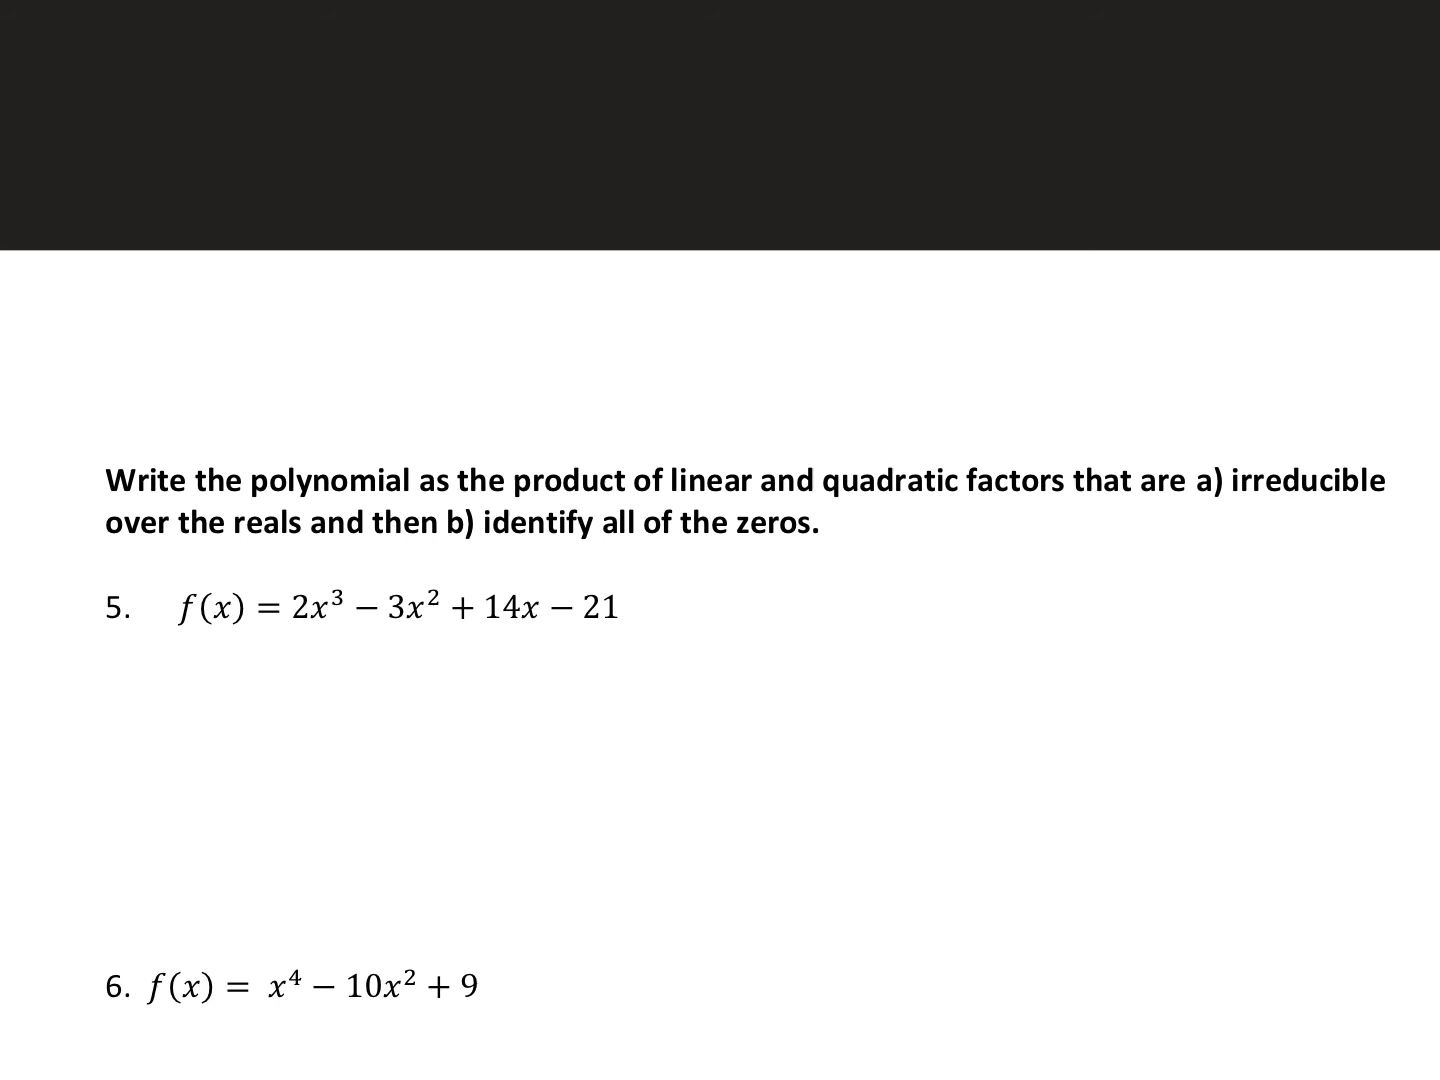 Write the polynomial as the product of linear and quadratic factors that are a) irreducible
over the reals and then b) identify all of the zeros.
5. f(x) = 2x³ − 3x² + 14x − 21
6. f(x) = x⁴ − 10x² + 9